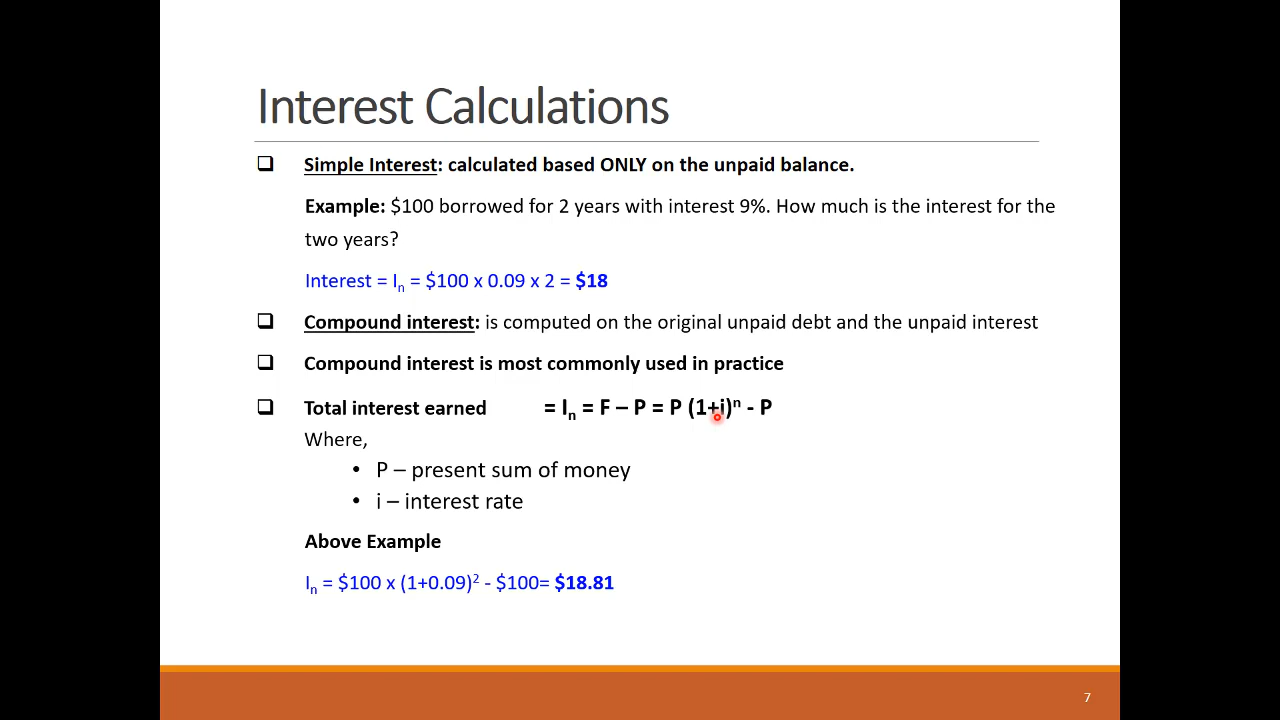 Interest Calculations
❑ Simple Interest: calculated based ONLY on the unpaid balance.
Example: $100 borrowed for 2 years with interest 9%. How much is the interest for the
two years?
Interest = Iₙ = $100 x 0.09 x 2 = $18
❑ Compound interest: is computed on the original unpaid debt and the unpaid interest
❑ Compound interest is most commonly used in practice
❑ Total interest earned = Iₙ = F – P = P (1+i)ⁿ - P
Where,
• P – present sum of money
• i – interest rate
Above Example
Iₙ = $100 x (1+0.09)² - $100= $18.81
7